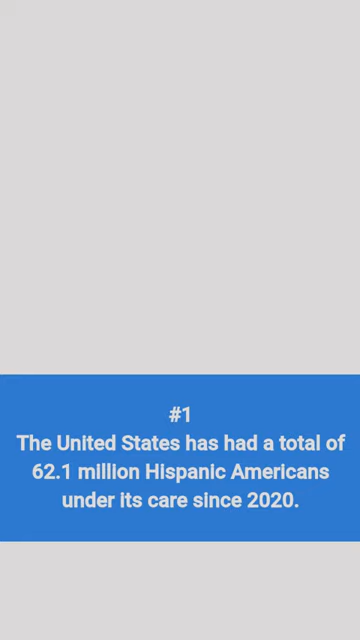 #1
The United States has had a total of
62.1 million Hispanic Americans
under its care since 2020.